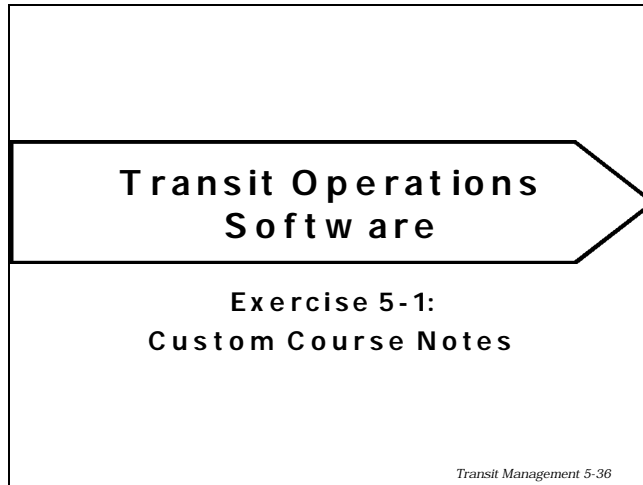 Transit Operations
Software
Exercise 5-1:
Custom Course Notes
Transit Management 5-36